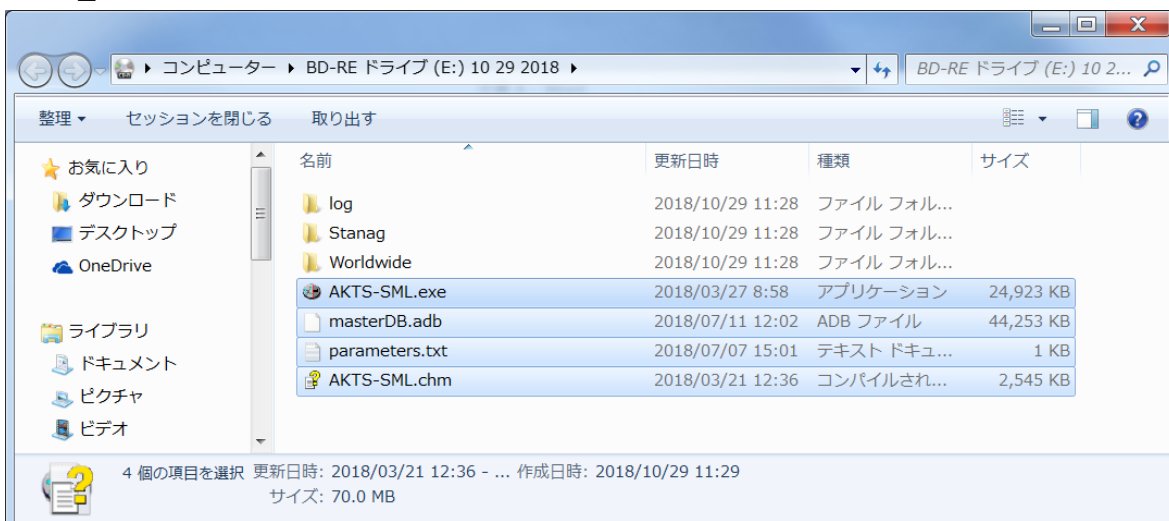 コンピューター ▸ BD-RE ドライブ (E:) 10 29 2018 ▸
BD-RE ドライブ (E:) 10 2...
整理 セッションを閉じる 取り出す
お気に入り
ダウンロード
デスクトップ
OneDrive
ライブラリ
ドキュメント
ピクチャ
ビデオ
名前 更新日時 種類 サイズ
log 2018/10/29 11:28 ファイル フォル...
Stanag 2018/10/29 11:28 ファイル フォル...
Worldwide 2018/10/29 11:28 ファイル フォル...
AKTS-SML.exe 2018/03/27 8:58 アプリケーション 24,923 KB
masterDB.adb 2018/07/11 12:02 ADB ファイル 44,253 KB
parameters.txt 2018/07/07 15:01 テキスト ドキュ... 1 KB
AKTS-SML.chm 2018/03/21 12:36 コンパイルされ... 2,545 KB
4 個の項目を選択 更新日時: 2018/03/21 12:36 - ... 作成日時: 2018/10/29 11:29
サイズ: 70.0 MB